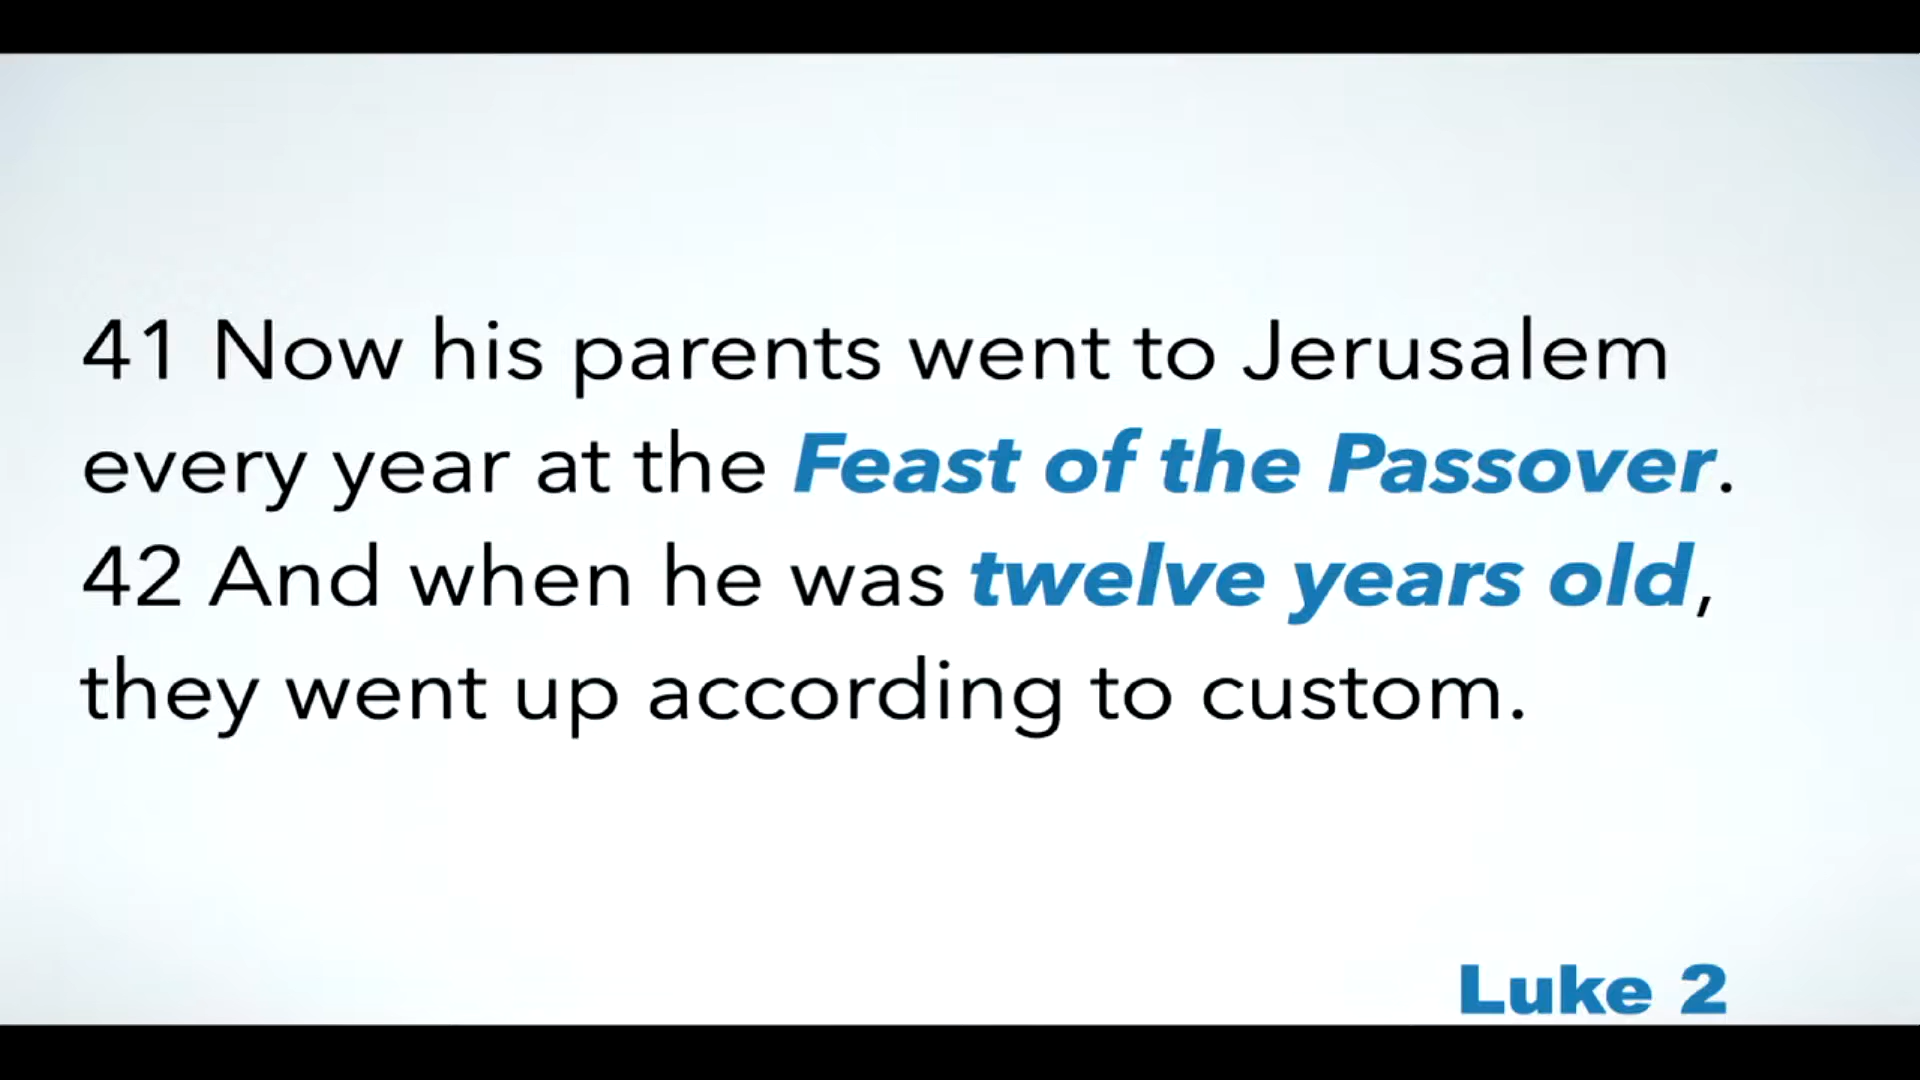 41 Now his parents went to Jerusalem
every year at the Feast of the Passover.
42 And when he was twelve years old,
they went up according to custom.
Luke 2